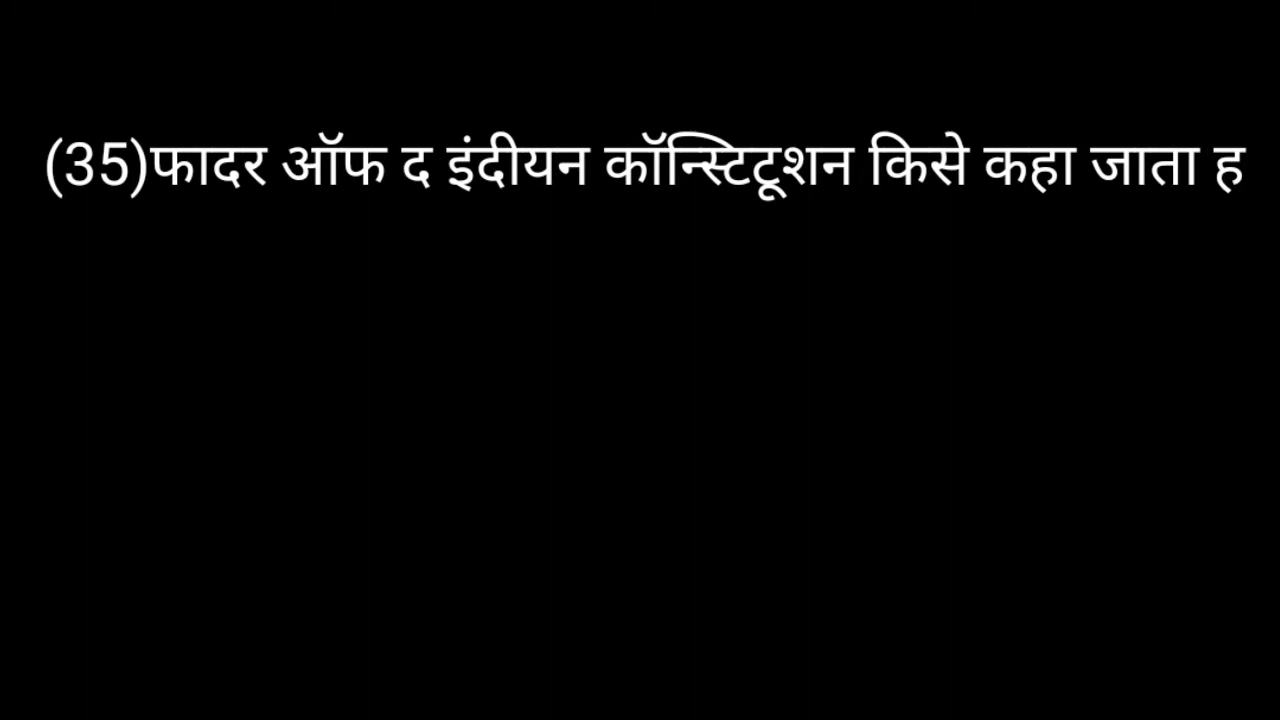 (35)फादर ऑफ द इंदीयन कॉन्स्टिटूशन किसे कहा जाता ह